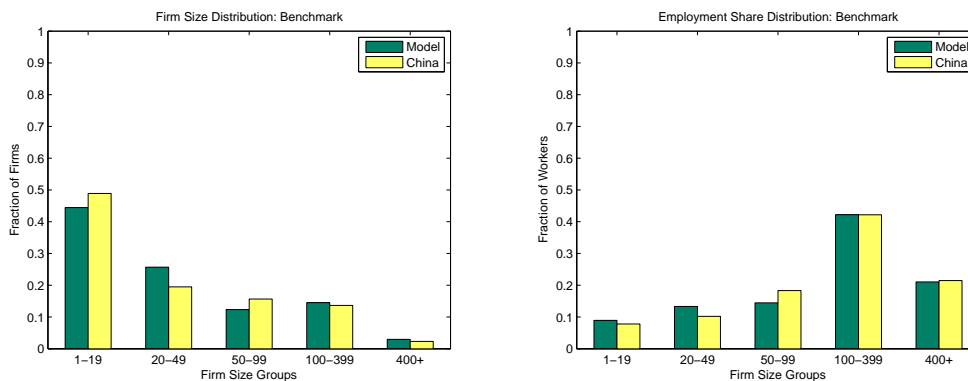 Firm Size Distribution: Benchmark
1
0.9
0.8
0.7
0.6
0.5
0.4
0.3
0.2
0.1
0
Fraction of Firms
Model
China
1−19 20−49 50−99 100−399 400+
Firm Size Groups
Employment Share Distribution: Benchmark
1
0.9
0.8
0.7
0.6
0.5
0.4
0.3
0.2
0.1
0
Fraction of Workers
Model
China
1−19 20−49 50−99 100−399 400+
Firm Size Groups